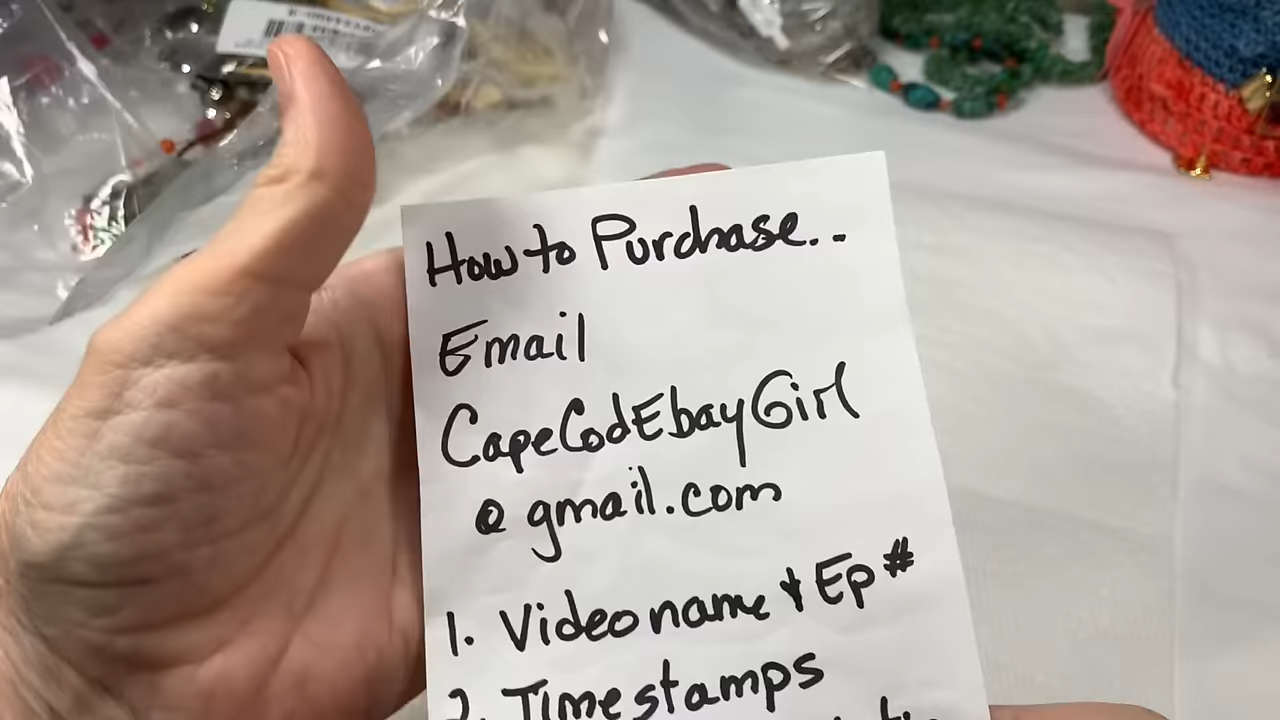 How to Purchase..
Email
CapeCodEbayGirl
@ gmail.com
1. Video name & Ep #
2. Timestamps